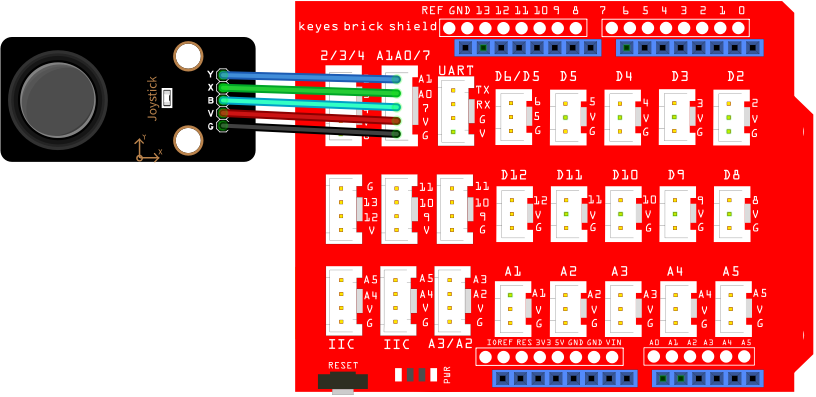 REF GND 13 12 11 10 9 8 7 6 5 4 3 2 1 0
keyes brick shield
2/3/4 A1A0/7 UART D6/D5 D5 D4 D3 D2
Joystick
Y
X
B
V
G
Y
X
A1
A0
7
V
G
TX
RX
G
V
6
5
V
G
5
V
G
4
V
G
3
V
G
2
V
G
D12 D11 D10 D9 D8
G
13
12
V
11
10
9
V
11
10
9
G
12
V
G
11
V
G
10
V
G
9
V
G
8
V
G
A1 A2 A3 A4 A5
A5
A4
V
G
A5
A4
V
G
A3
A2
V
G
A1
V
G
A2
V
G
A3
V
G
A4
V
G
A5
V
G
IIC IIC A3/A2
IOREF RES 3V3 5V GND GND VIN A0 A1 A2 A3 A4 A5
RESET
PWR